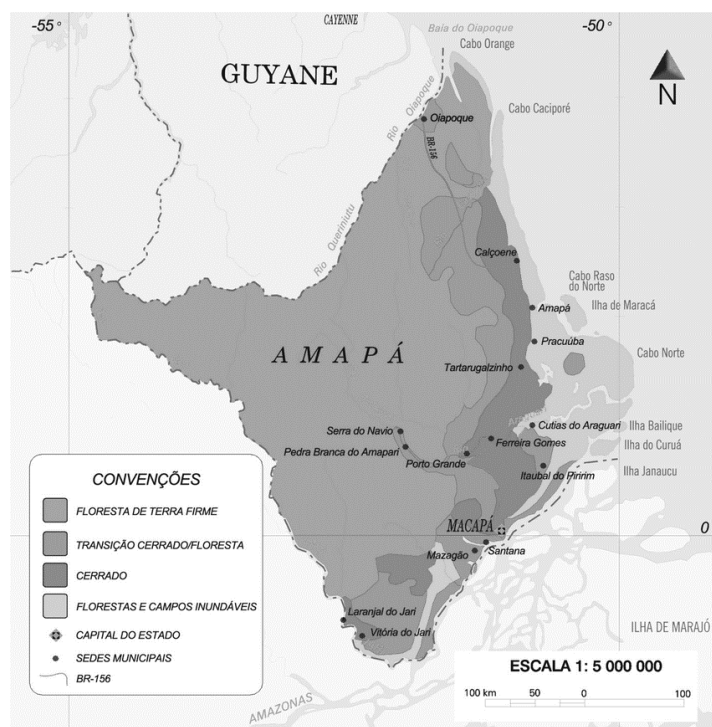 -55°
CAYENNE
Baia do Oiapoque
-50°
Cabo Orange
GUYANE
N
Rio Oiapoque
Cabo Caciporé
Oiapoque
BR-156
Rio Queriniutu
Calçoene
Cabo Raso
do Norte
Amapá
Ilha de Maracá
Pracuúba
AMAPÁ
Cabo Norte
Tartarugalzinho
Cutias do Araguari
Ilha Bailique
Serra do Navio
Ferreira Gomes
Ilha do Curuá
Pedra Branca do Amapari
Porto Grande
Itaubal do Piririm
Ilha Janaucu
CONVENÇÕES
FLORESTA DE TERRA FIRME
TRANSIÇÃO CERRADO/FLORESTA
CERRADO
FLORESTAS E CAMPOS INUNDÁVEIS
CAPITAL DO ESTADO
SEDES MUNICIPAIS
BR-156
MACAPÁ
0
Santana
Mazagão
Laranjal do Jari
Vitória do Jari
ILHA DE MARAJÓ
AMAZONAS
ESCALA 1: 5 000 000
100 km 50 0 100